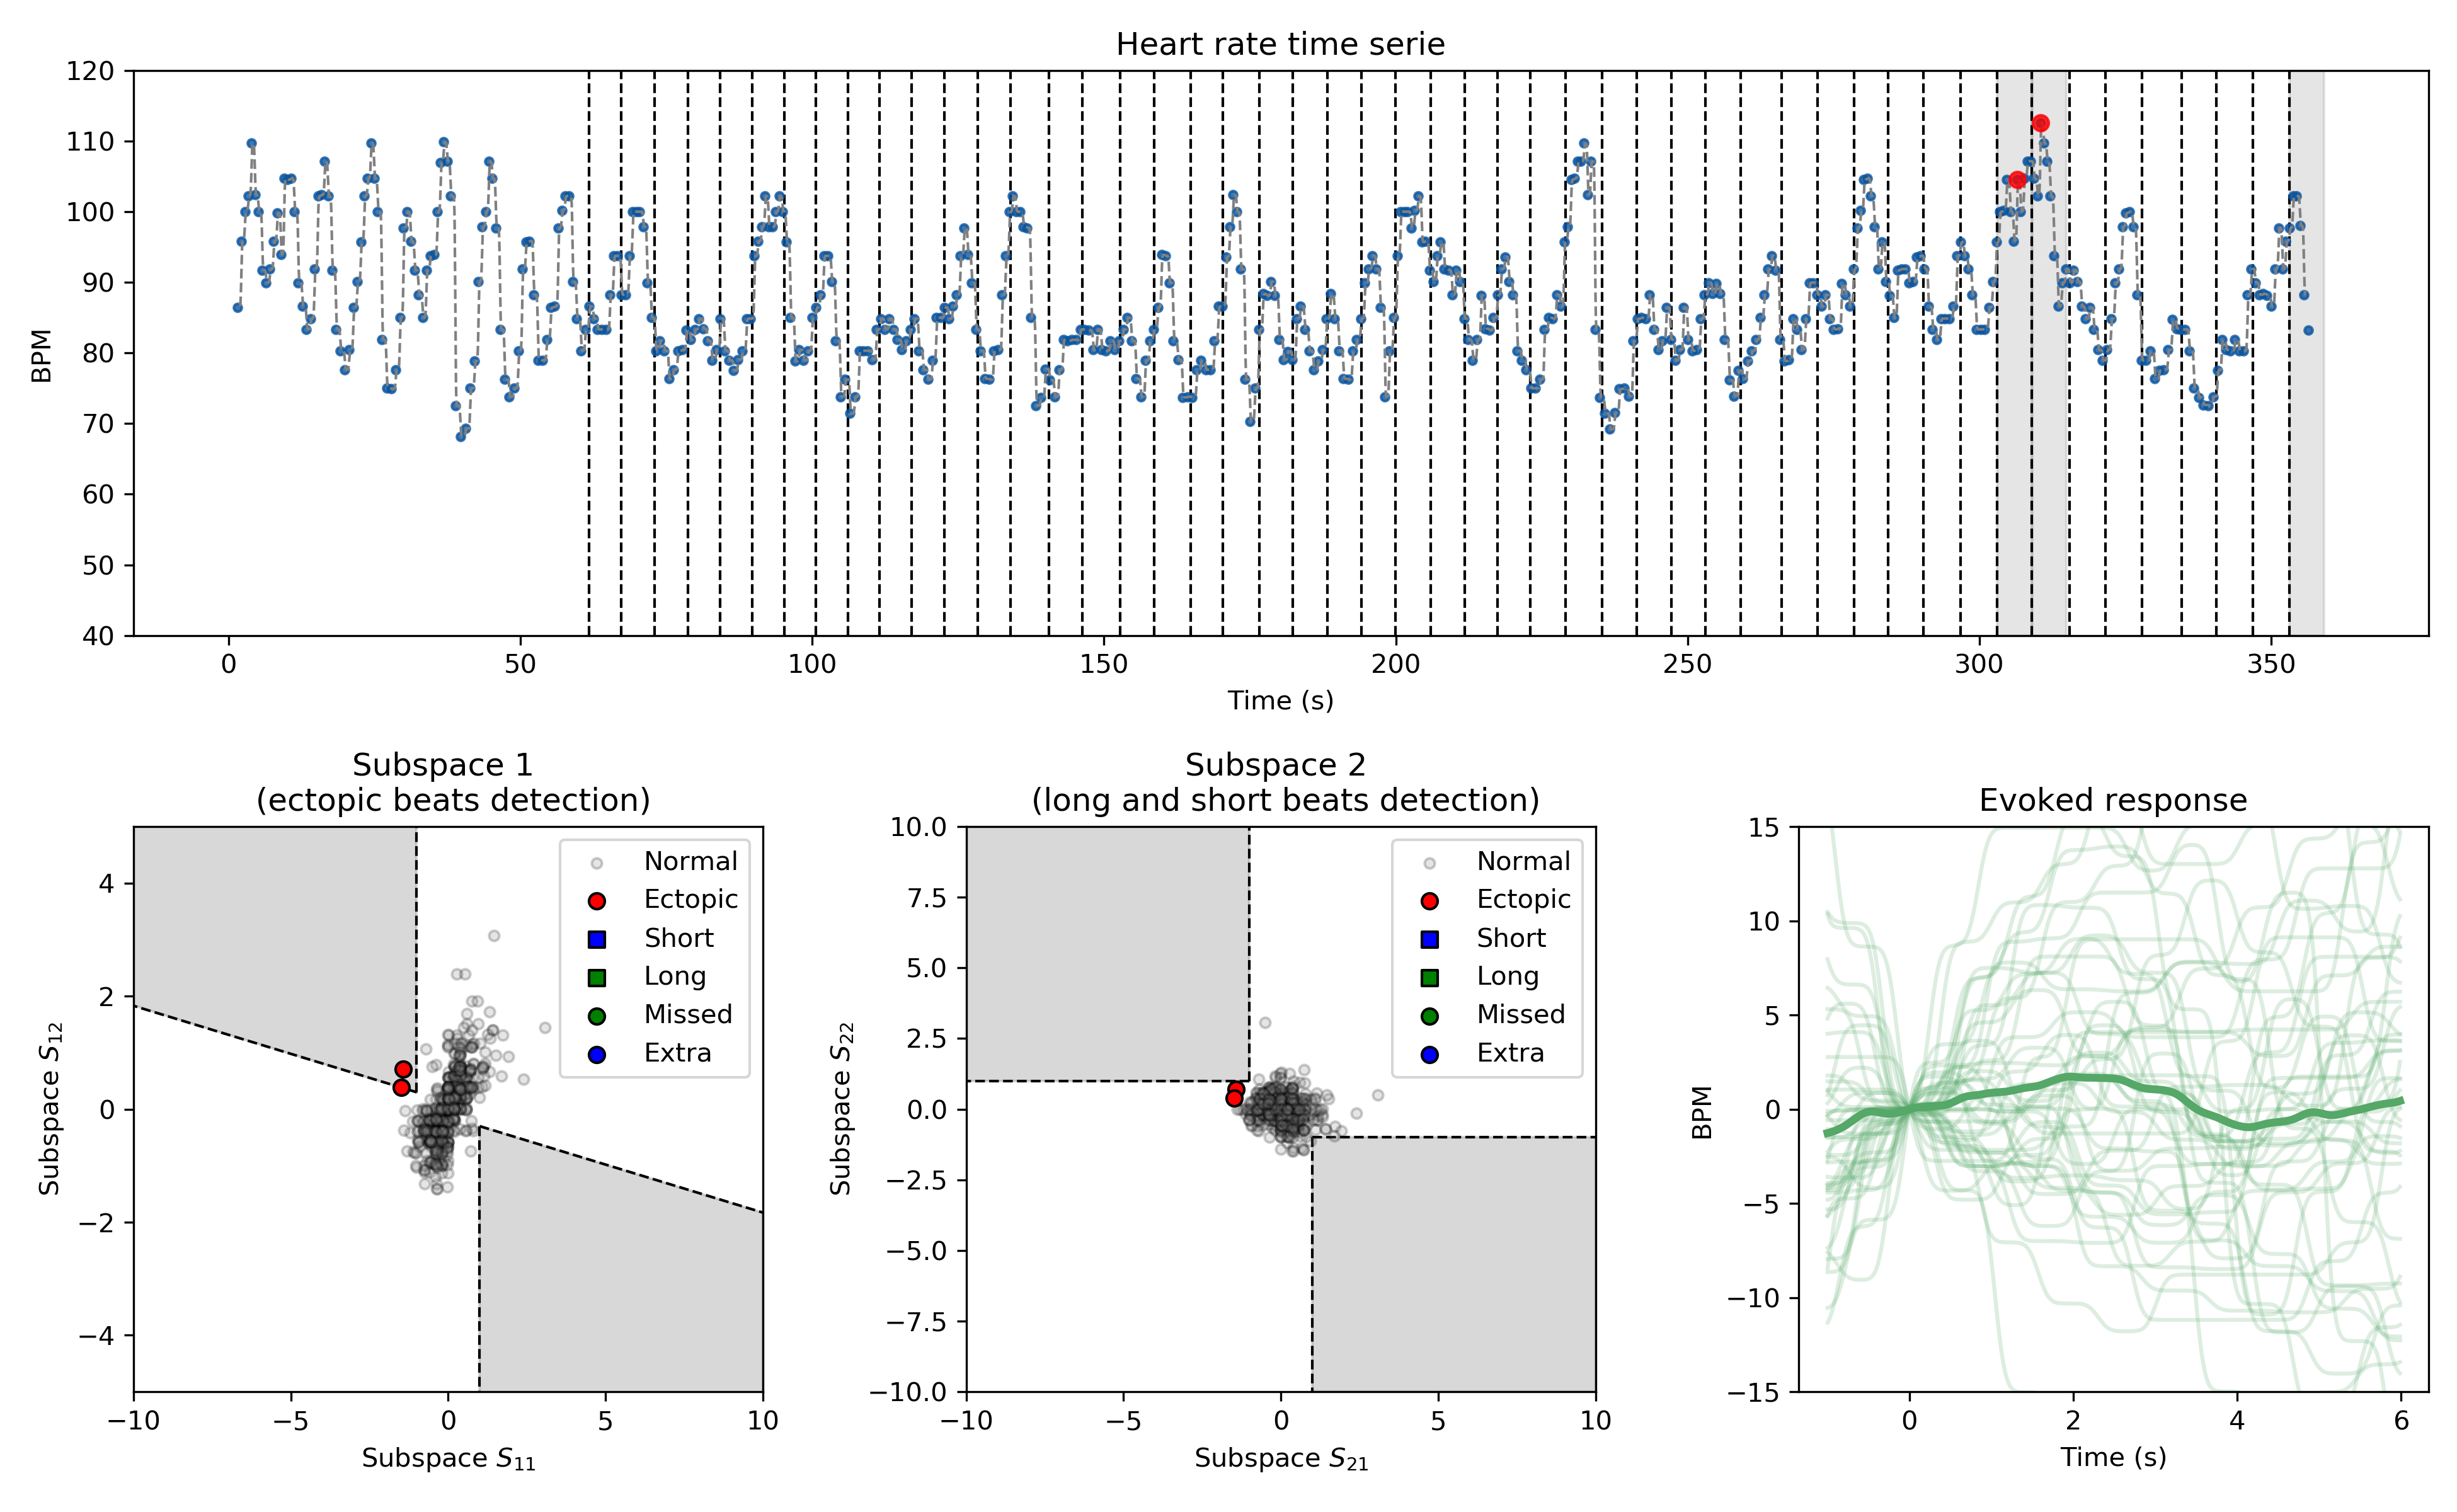 Heart rate time serie
120
110
100
90
80
70
60
50
40
BPM
0 50 100 150 200 250 300 350
Time (s)
Subspace 1
(ectopic beats detection)
4
2
0
−2
−4
Subspace S12
Normal
Ectopic
Short
Long
Missed
Extra
−10 −5 0 5 10
Subspace S11
Subspace 2
(long and short beats detection)
10.0
7.5
5.0
2.5
0.0
−2.5
−5.0
−7.5
−10.0
Subspace S22
Normal
Ectopic
Short
Long
Missed
Extra
−10 −5 0 5 10
Subspace S21
Evoked response
15
10
5
0
−5
−10
−15
BPM
0 2 4 6
Time (s)